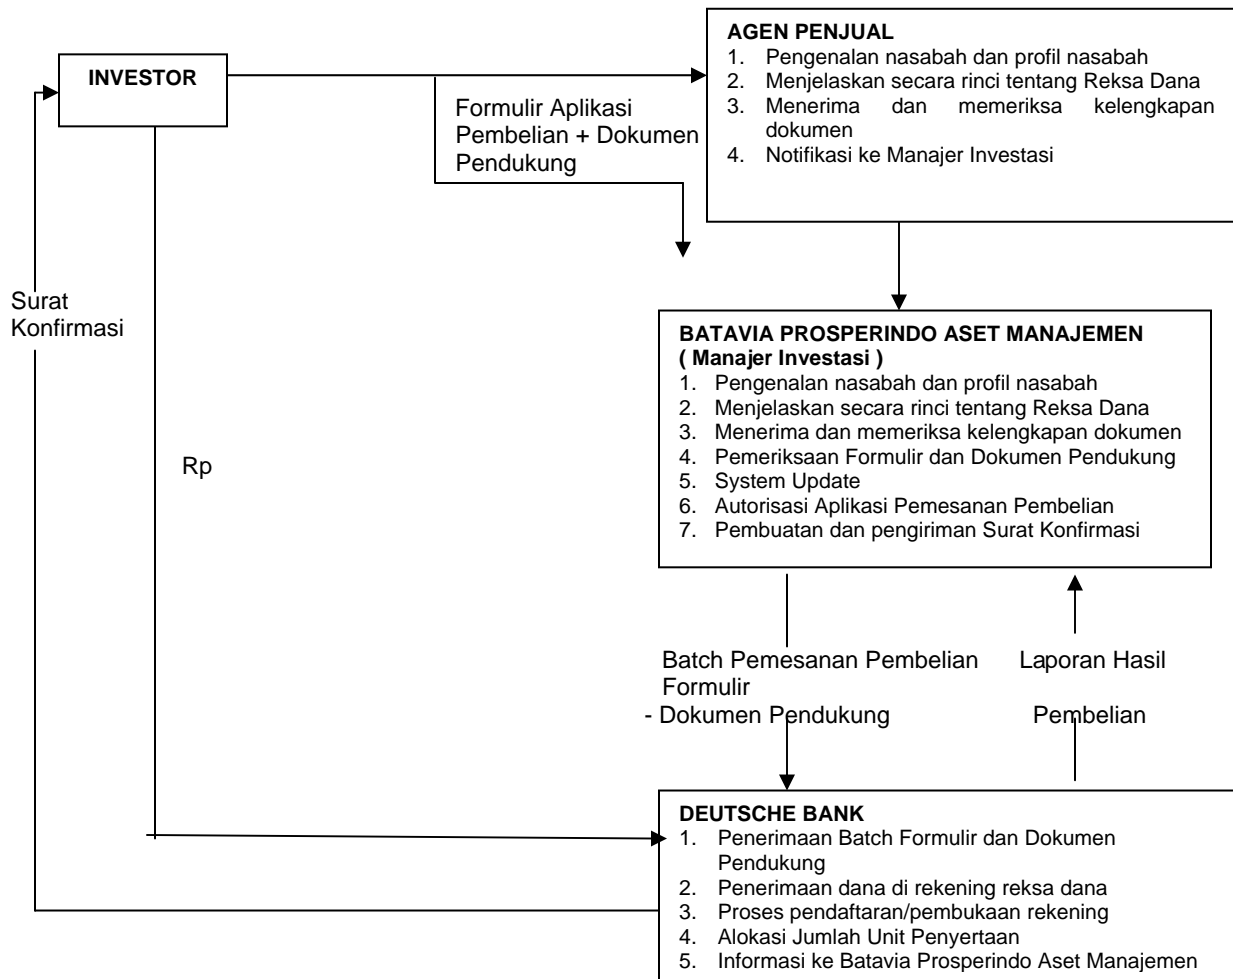 AGEN PENJUAL
1. Pengenalan nasabah dan profil nasabah
2. Menjelaskan secara rinci tentang Reksa Dana
3. Menerima dan memeriksa kelengkapan
dokumen
4. Notifikasi ke Manajer Investasi
INVESTOR
Formulir Aplikasi
Pembelian + Dokumen
Pendukung
Surat
Konfirmasi
BATAVIA PROSPERINDO ASET MANAJEMEN
( Manajer Investasi )
1. Pengenalan nasabah dan profil nasabah
2. Menjelaskan secara rinci tentang Reksa Dana
3. Menerima dan memeriksa kelengkapan dokumen
4. Pemeriksaan Formulir dan Dokumen Pendukung
5. System Update
6. Autorisasi Aplikasi Pemesanan Pembelian
7. Pembuatan dan pengiriman Surat Konfirmasi
Rp
Batch Pemesanan Pembelian
Formulir
- Dokumen Pendukung
Laporan Hasil
Pembelian
DEUTSCHE BANK
1. Penerimaan Batch Formulir dan Dokumen
Pendukung
2. Penerimaan dana di rekening reksa dana
3. Proses pendaftaran/pembukaan rekening
4. Alokasi Jumlah Unit Penyertaan
5. Informasi ke Batavia Prosperindo Aset Manajemen